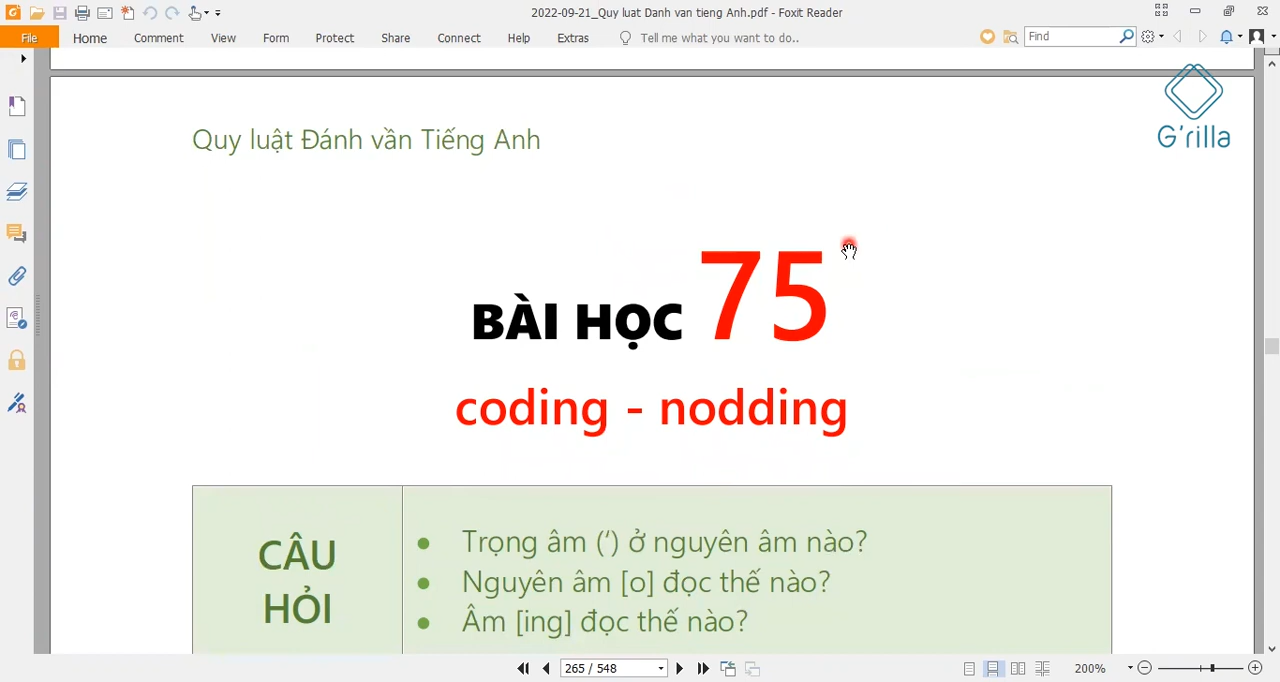 2022-09-21_Quy luat Danh van tieng Anh.pdf - Foxit Reader
File Home Comment View Form Protect Share Connect Help Extras Tell me what you want to do.. Find
G'rilla
Quy luật Đánh vần Tiếng Anh
BÀI HỌC 75
coding - nodding
CÂU HỎI
Trọng âm (‘) ở nguyên âm nào?
Nguyên âm [o] đọc thế nào?
Âm [ing] đọc thế nào?
265 / 548
200%